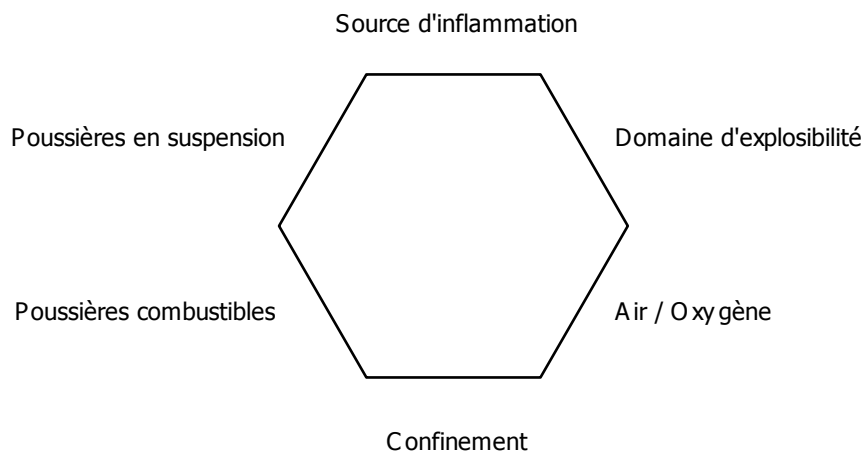 Source d'inflammation
Poussières en suspension
Domaine d'explosibilité
Poussières combustibles
Air / Oxygène
Confinement